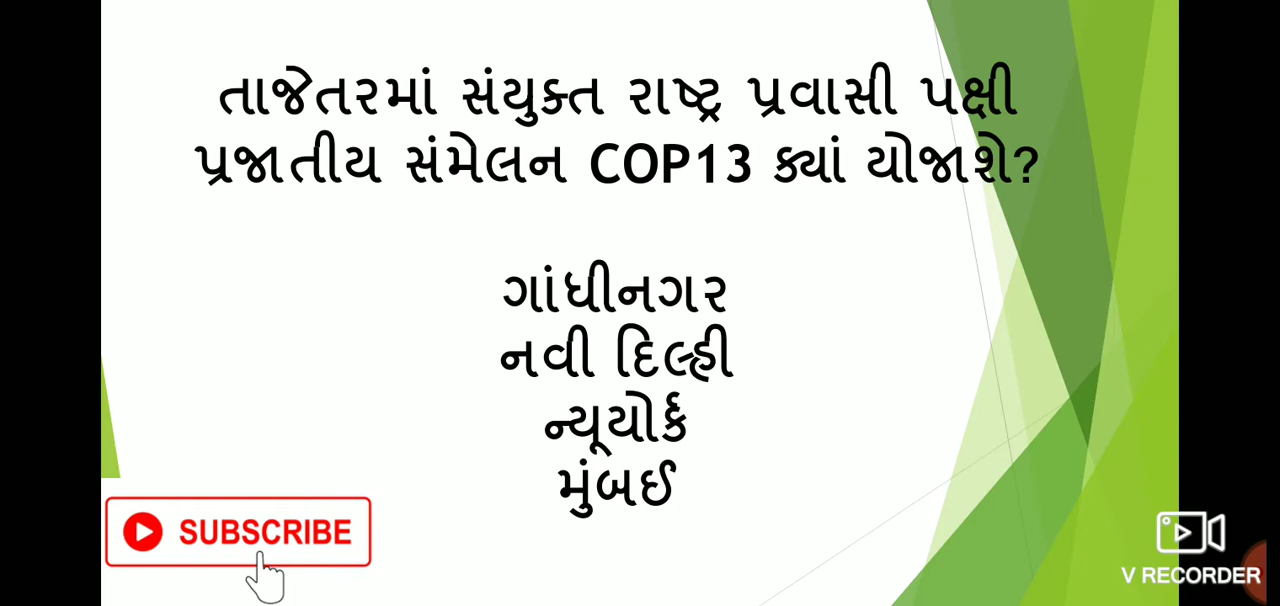 તાજેતરમાં સંયુક્ત રાષ્ટ્ર પ્રવાસી પક્ષી
પ્રજાતીય સંમેલન COP13 ક્યાં યોજાશે?
ગાંધીનગર
નવી દિલ્હી
ન્યૂયોર્ક
મુંબઈ
SUBSCRIBE
V RECORDER